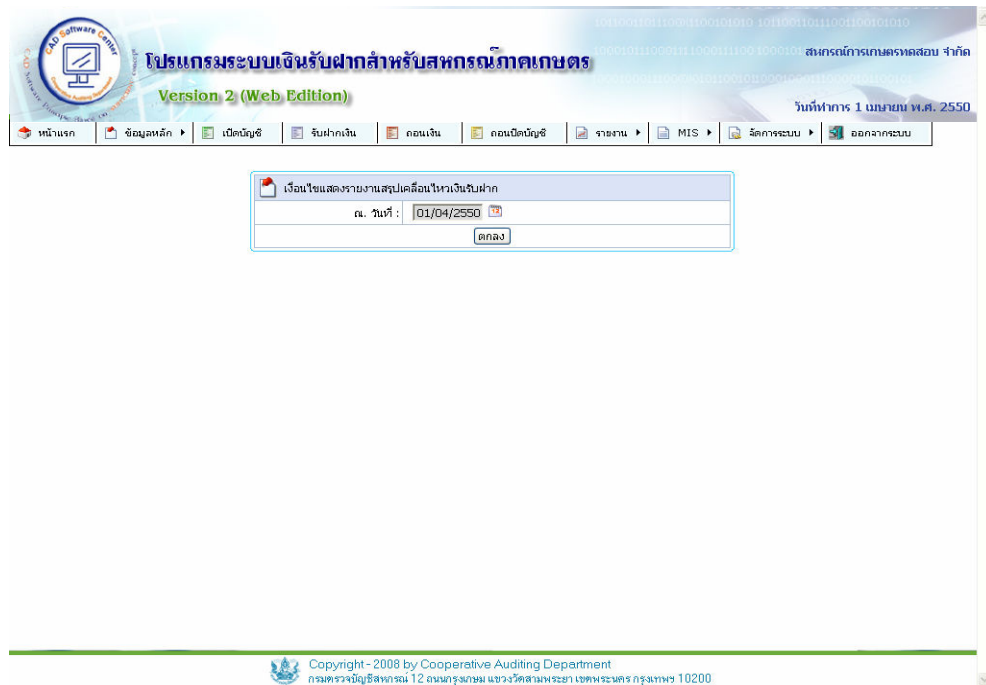 CAD Software Center
โปรแกรมระบบเงินรับฝากสำหรับสหกรณ์ภาคเกษตร
Version 2 (Web Edition)
สหกรณ์การเกษตรทดสอบ จำกัด
วันที่ทำการ 1 เมษายน พ.ศ. 2550
หน้าแรก ข้อมูลหลัก เปิดบัญชี รับฝากเงิน ถอนเงิน ถอนปิดบัญชี รายงาน MIS จัดการระบบ ออกจากระบบ
เงื่อนไขแสดงรายงานสรุปเคลื่อนไหวเงินรับฝาก
ณ. วันที่ : 01/04/2550
ตกลง
Copyright - 2008 by Cooperative Auditing Department
กรมตรวจบัญชีสหกรณ์ 12 ถนนกรุงเกษม แขวงวัดสามพระยา เขตพระนคร กรุงเทพฯ 10200